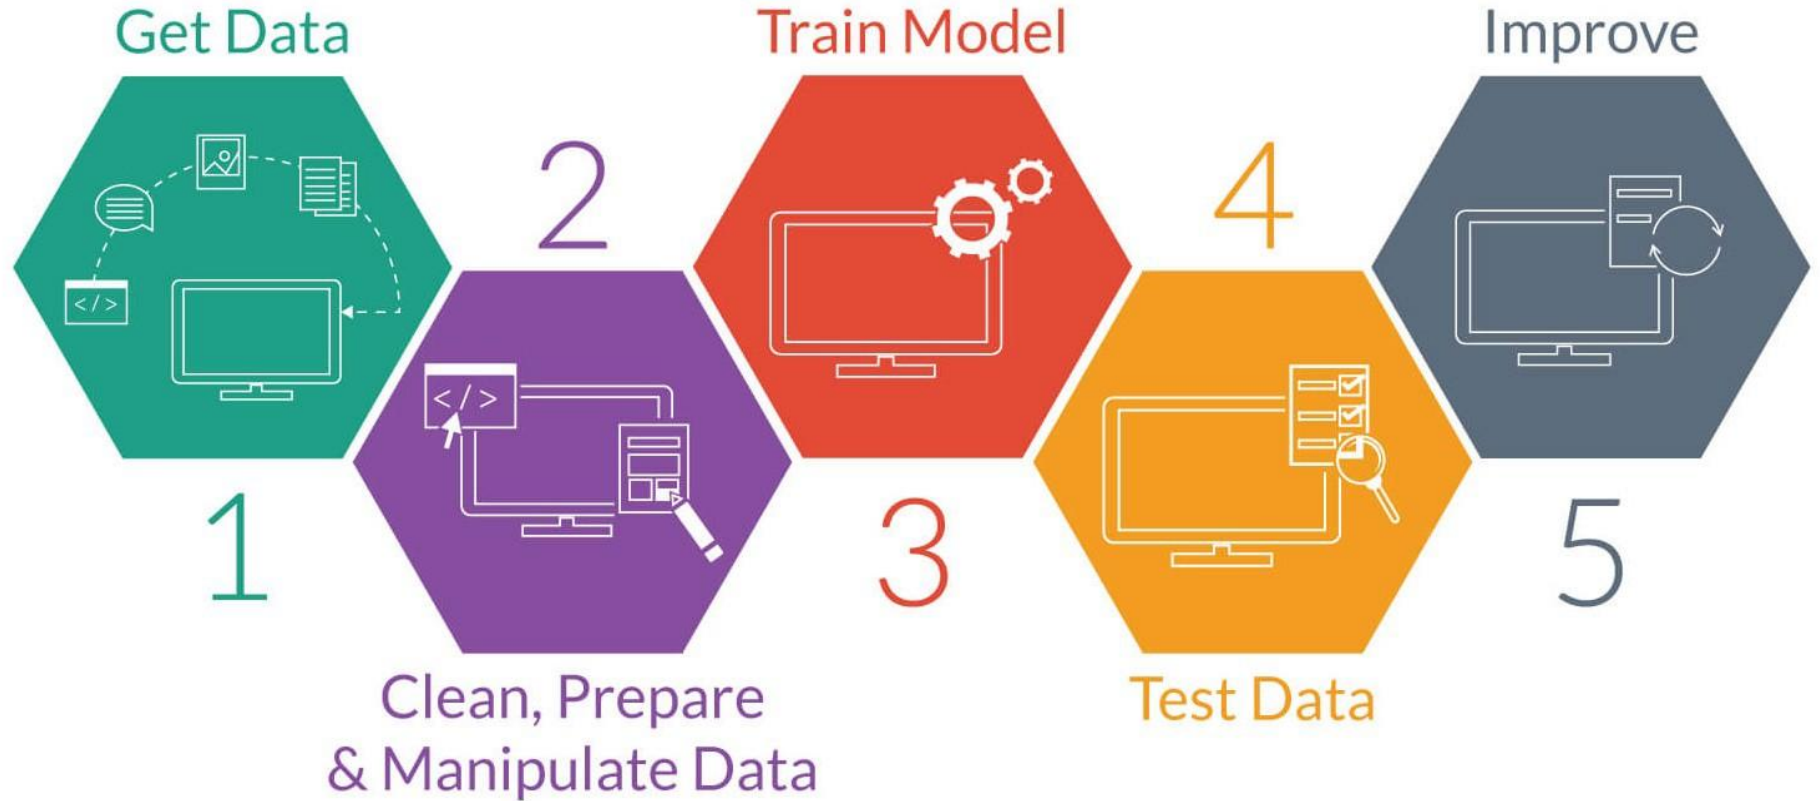 Get Data
1
</>
2
</>
Clean, Prepare
& Manipulate Data
Train Model
3
4
Test Data
Improve
5